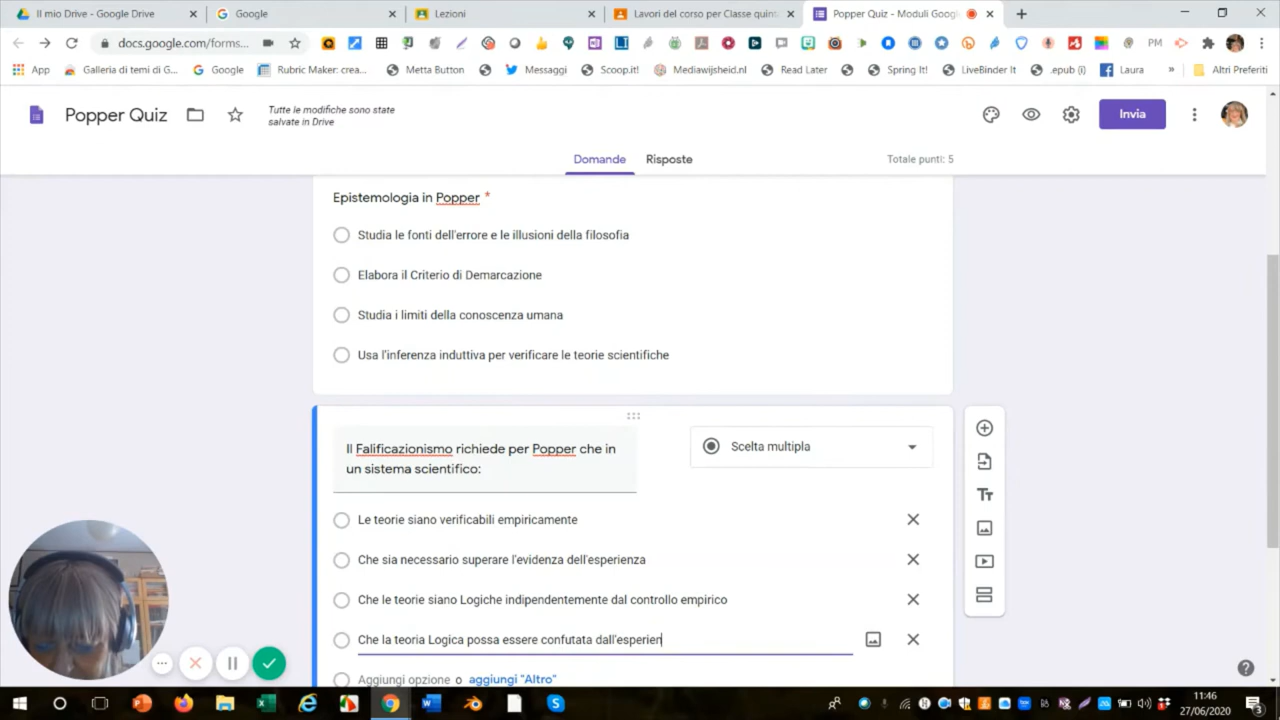 Il mio Drive - Google Drive
Google
Lezioni
Lavori del corso per Classe quint
Popper Quiz - Moduli Goog
docs.google.com/forms...
PM
App
Galleria di temi di G...
Google
Rubric Maker: crea...
Metta Button
Messaggi
Scoop.it!
Mediawijsheid.nl
Read Later
Spring It!
LiveBinder It
.epub (i)
Laura
»
Altri Preferiti
Popper Quiz
Tutte le modifiche sono state
salvate in Drive
Invia
Domande
Risposte
Totale punti: 5
Epistemologia in Popper *
Studia le fonti dell'errore e le illusioni della filosofia
Elabora il Criterio di Demarcazione
Studia i limiti della conoscenza umana
Usa l'inferenza induttiva per verificare le teorie scientifiche
Il Falificazionismo richiede per Popper che in
un sistema scientifico:
Scelta multipla
Le teorie siano verificabili empiricamente
Che sia necessario superare l'evidenza dell'esperienza
Che le teorie siano Logiche indipendentemente dal controllo empirico
Che la teoria Logica possa essere confutata dall'esperien
Aggiungi opzione o aggiungi "Altro"
11:46
27/06/2020